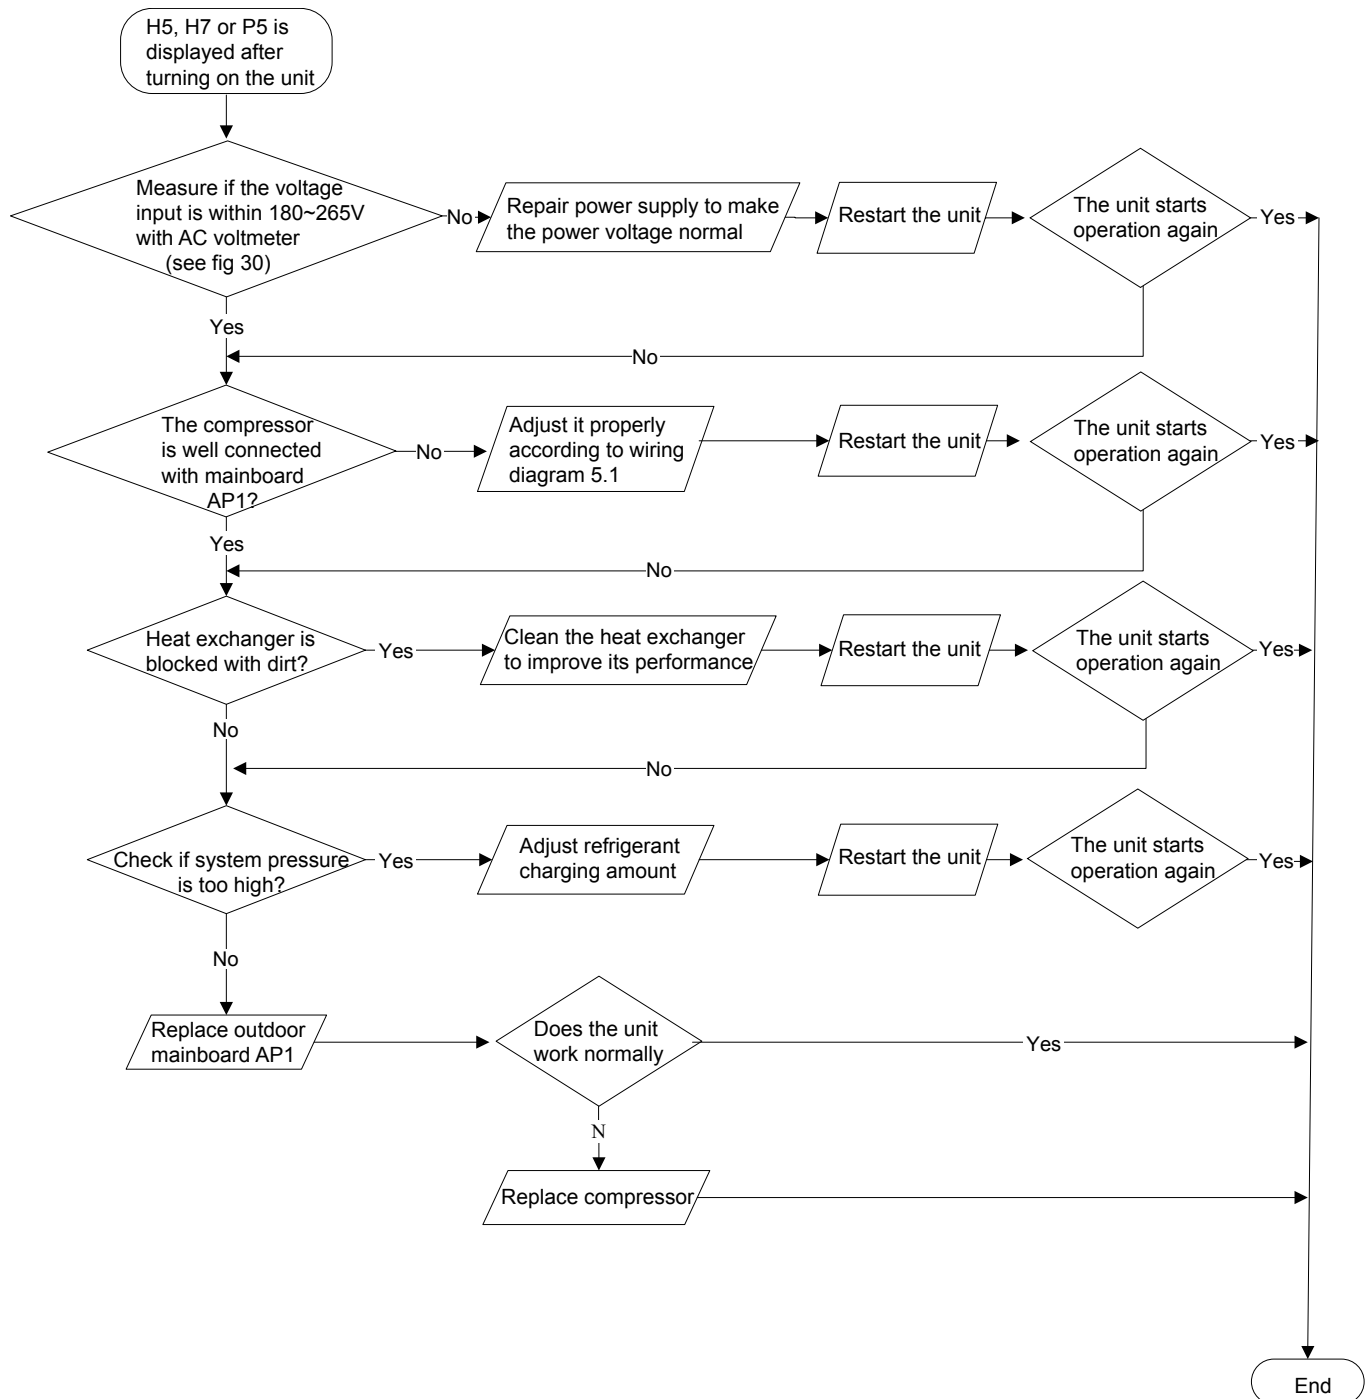 H5, H7 or P5 is
displayed after
turning on the unit
Measure if the voltage
input is within 180~265V
with AC voltmeter
(see fig 30)
No
Repair power supply to make
the power voltage normal
Restart the unit
The unit starts
operation again
Yes
Yes
No
The compressor
is well connected
with mainboard
AP1?
No
Adjust it properly
according to wiring
diagram 5.1
Restart the unit
The unit starts
operation again
Yes
Yes
No
Heat exchanger is
blocked with dirt?
Yes
Clean the heat exchanger
to improve its performance
Restart the unit
The unit starts
operation again
Yes
No
No
Check if system pressure
is too high?
Yes
Adjust refrigerant
charging amount
Restart the unit
The unit starts
operation again
Yes
No
Replace outdoor
mainboard AP1
Does the unit
work normally
Yes
N
Replace compressor
End